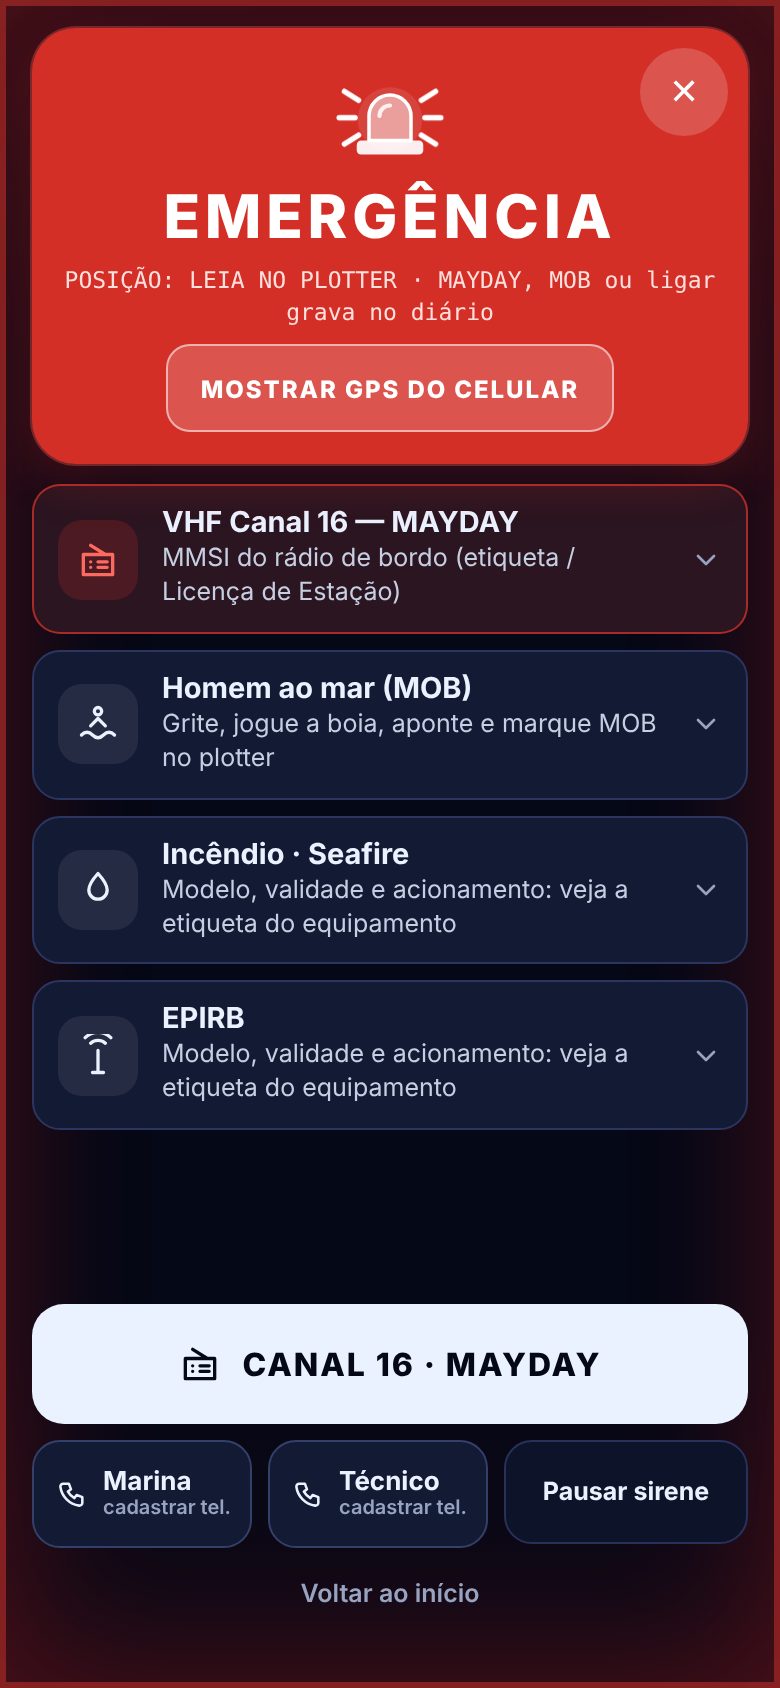 EMERGÊNCIA
POSIÇÃO: LEIA NO PLOTTER · MAYDAY, MOB ou ligar
grava no diário
MOSTRAR GPS DO CELULAR
VHF Canal 16 — MAYDAY
MMSI do rádio de bordo (etiqueta /
Licença de Estação)
Homem ao mar (MOB)
Grite, jogue a boia, aponte e marque MOB
no plotter
Incêndio · Seafire
Modelo, validade e acionamento: veja a
etiqueta do equipamento
EPIRB
Modelo, validade e acionamento: veja a
etiqueta do equipamento
CANAL 16 · MAYDAY
Marina
cadastrar tel.
Técnico
cadastrar tel.
Pausar sirene
Voltar ao início